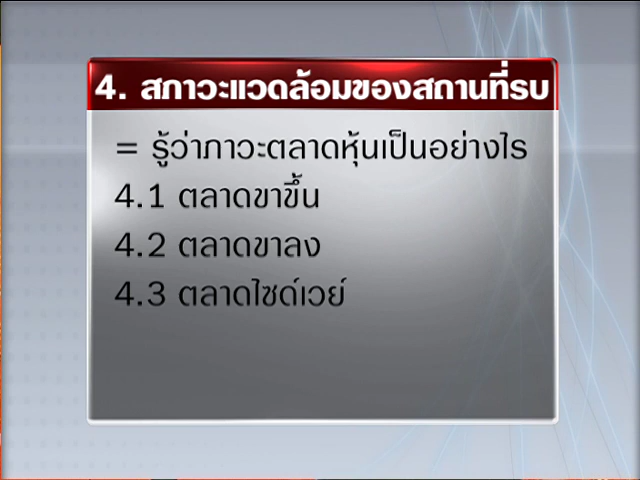 4. สภาวะแวดล้อมของสถานที่รบ
= รู้ว่าภาวะตลาดหุ้นเป็นอย่างไร
4.1 ตลาดขาขึ้น
4.2 ตลาดขาลง
4.3 ตลาดไซด์เวย์